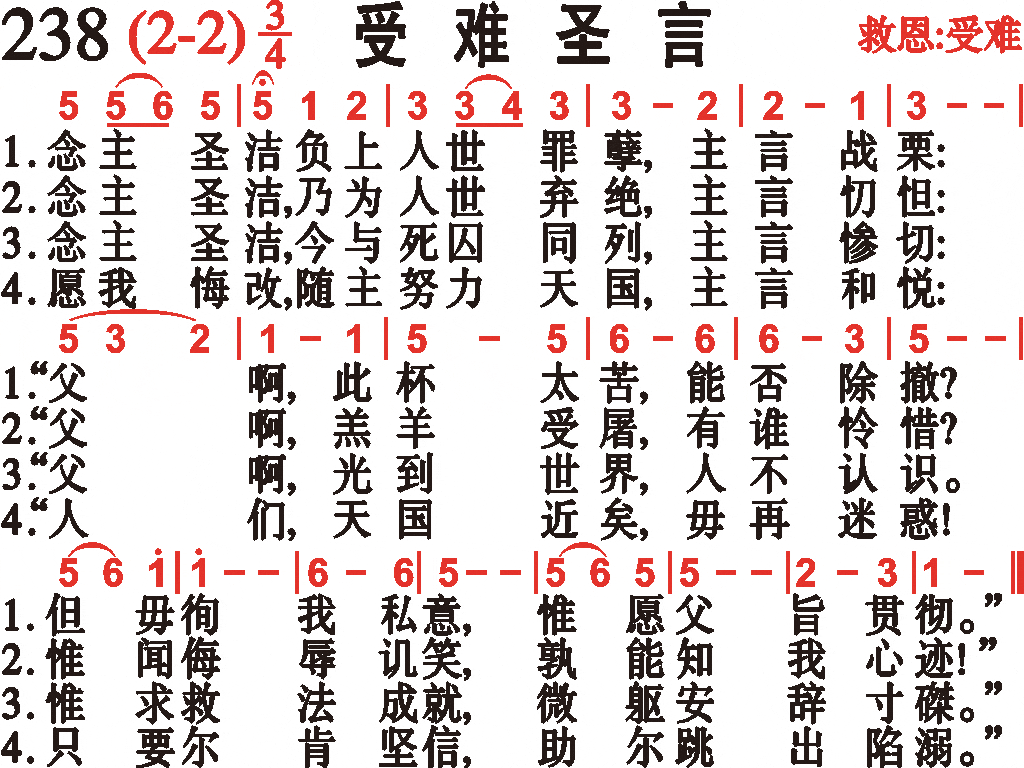 238 (2-2) 3/4 受难圣言 救恩:受难
5 5 6 5 | 5 1 2 | 3 3 4 3 | 3 - 2 | 2 - 1 | 3 - - |
1.念主圣洁负上人世罪孽,主言战栗:
2.念主圣洁,乃为人世弃绝,主言忉怛:
3.念主圣洁,今与死囚同列,主言惨切:
4.愿我悔改,随主努力天国,主言和悦:
5 3 2 | 1 - 1 | 5 - 5 | 6 - 6 | 6 - 3 | 5 - - |
1.“父啊,此杯太苦,能否除撤?
2.“父啊,羔羊受屠,有谁怜惜?
3.“父啊,光到世界,人不认识。
4.“人们,天国近矣,毋再迷惑!
5 6 i | i - - | 6 - 6 | 5 - - | 5 6 5 | 5 - - | 2 - 3 | 1 - ‖
1.但毋徇我私意,惟愿父旨贯彻。”
2.惟闻侮辱讥笑,孰能知我心迹!”
3.惟求救法成就,微躯安辞寸磔。”
4.只要尔肯坚信,助尔跳出陷溺。”